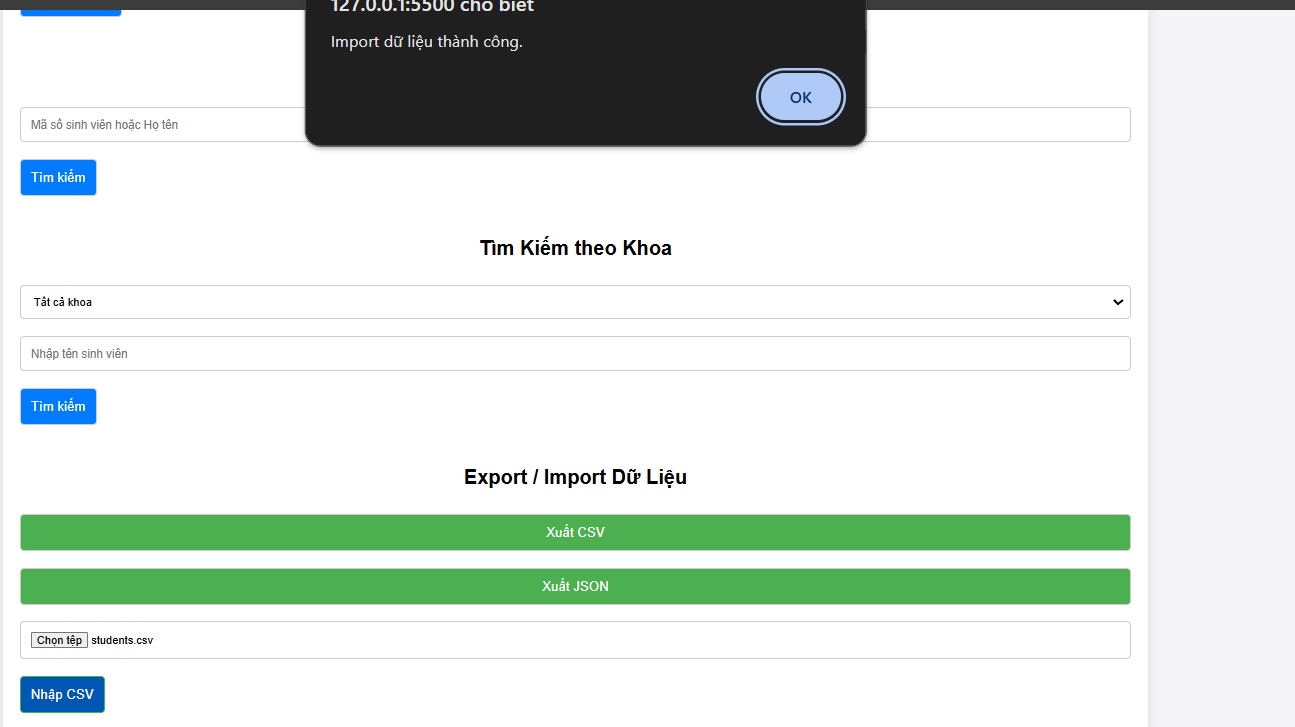 127.0.0.1:5500 cho biết
Import dữ liệu thành công.
OK
Mã số sinh viên hoặc Họ tên
Tìm kiếm
Tìm Kiếm theo Khoa
Tất cả khoa
Nhập tên sinh viên
Tìm kiếm
Export / Import Dữ Liệu
Xuất CSV
Xuất JSON
Chọn tệp students.csv
Nhập CSV